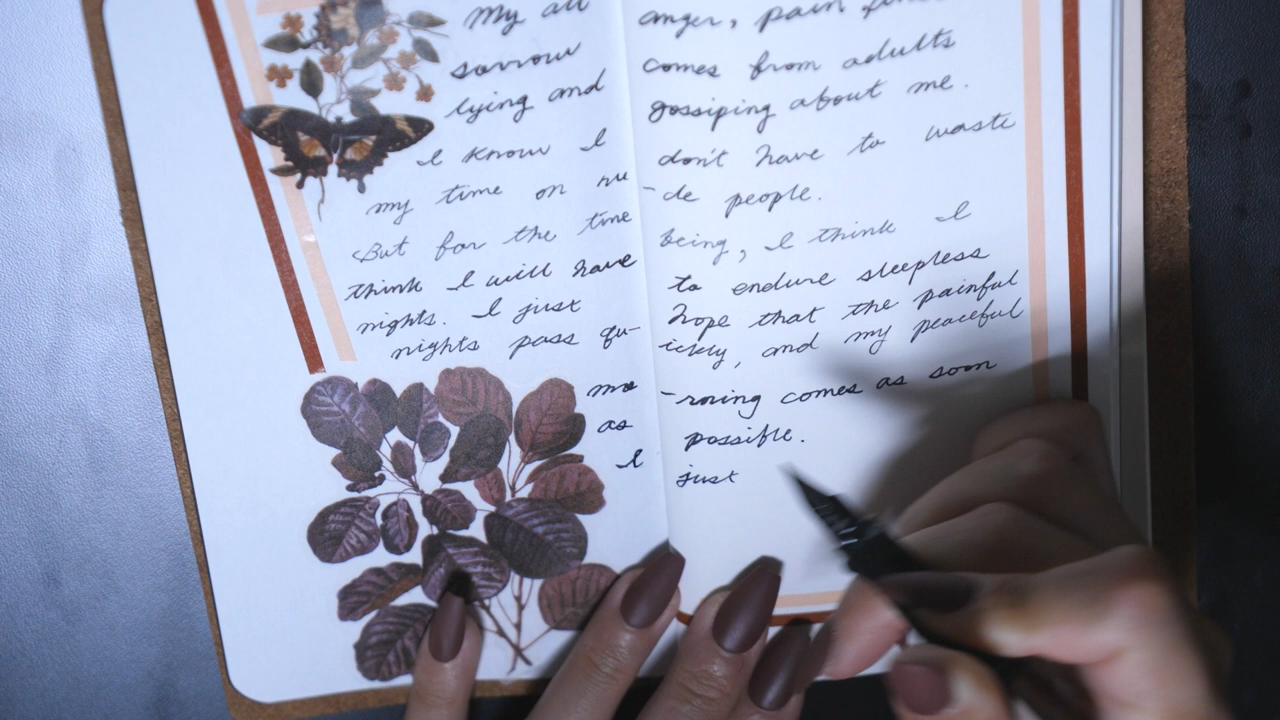 My all anger, pain
sorrow comes from adults
lying and gossiping about me.
I know I don't have to waste
my time on ru -de people.
But for the time being, I think I
think I will have to endure sleepless
nights. I just hope that the painful
nights pass qu- ickly, and my peaceful
mo -rning comes as soon
as possible.
I just